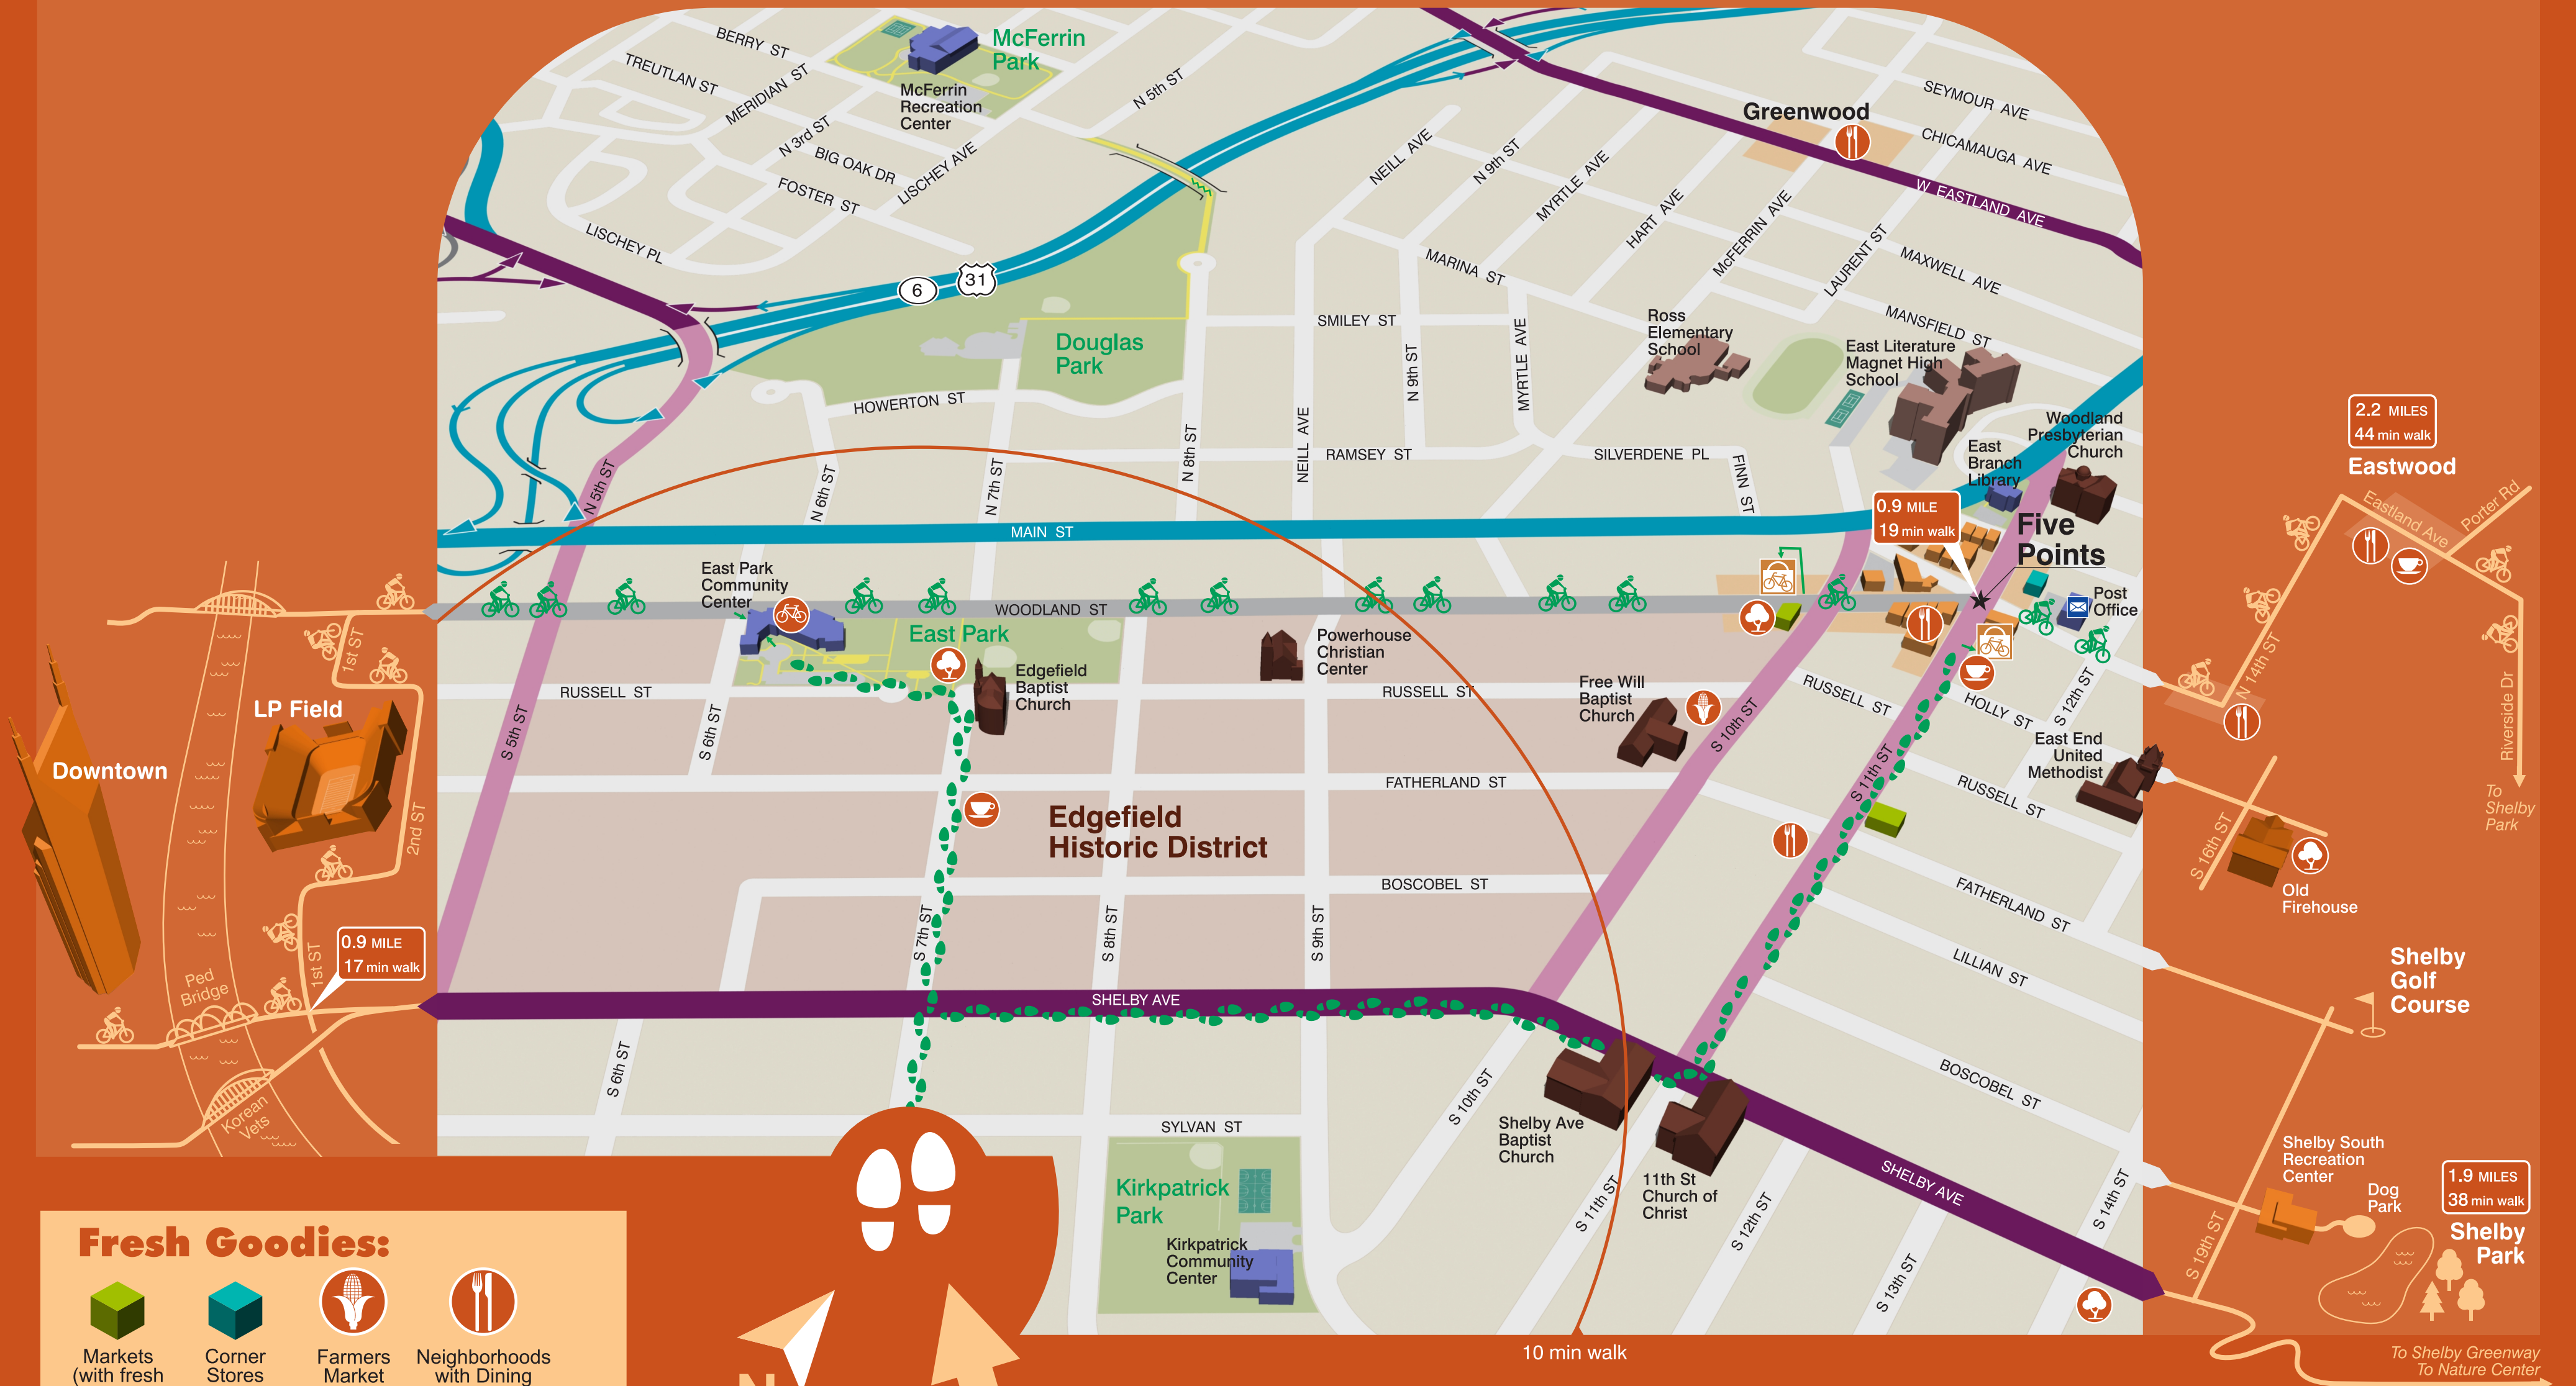 BERRY ST
TREUTLAN ST
MERIDIAN ST
McFerrin
Park
McFerrin
Recreation
Center
N 5th ST
N 3rd ST
BIG OAK DR
LISCHEY AVE
FOSTER ST
LISCHEY PL
6
31
Greenwood
SEYMOUR AVE
CHICAMAUGA AVE
W EASTLAND AVE
NEILL AVE
N 9th ST
MYRTLE AVE
HART AVE
McFERRIN AVE
LAURENT ST
MAXWELL AVE
MARINA ST
MANSFIELD ST
SMILEY ST
N 9th ST
MYRTLE AVE
Ross
Elementary
School
East Literature
Magnet High
School
Douglas
Park
HOWERTON ST
N 5th ST
N 6th ST
N 7th ST
N 8th ST
NEILL AVE
RAMSEY ST
SILVERDENE PL
FINN ST
Woodland
Presbyterian
Church
East
Branch
Library
MAIN ST
0.9 MILE
19 min walk
Five
Points
East Park
Community
Center
WOODLAND ST
East Park
Post
Office
Powerhouse
Christian
Center
Edgefield
Baptist
Church
Free Will
Baptist
Church
RUSSELL ST
RUSSELL ST
RUSSELL ST
HOLLY ST
S 12th ST
S 5th ST
S 6th ST
S 10th ST
S 11th ST
East End
United
Methodist
RUSSELL ST
FATHERLAND ST
Edgefield
Historic District
BOSCOBEL ST
FATHERLAND ST
S 7th ST
S 8th ST
S 9th ST
LILLIAN ST
SHELBY AVE
BOSCOBEL ST
S 6th ST
S 10th ST
SYLVAN ST
Shelby Ave
Baptist
Church
11th St
Church of
Christ
SHELBY AVE
S 11th ST
S 12th ST
S 13th ST
S 14th ST
Kirkpatrick
Park
Kirkpatrick
Community
Center
10 min walk
Downtown
LP Field
1st ST
2nd ST
1st ST
0.9 MILE
17 min walk
Ped
Bridge
Korean
Vets
2.2 MILES
44 min walk
Eastwood
Eastland Ave
Porter Rd
N 14th ST
Riverside Dr
To
Shelby
Park
S 16th ST
Old
Firehouse
Shelby
Golf
Course
Shelby South
Recreation
Center
Dog
Park
1.9 MILES
38 min walk
Shelby
Park
S 19th ST
To Shelby Greenway
To Nature Center
Fresh Goodies:
Markets
(with fresh
Corner
Stores
Farmers
Market
Neighborhoods
with Dining